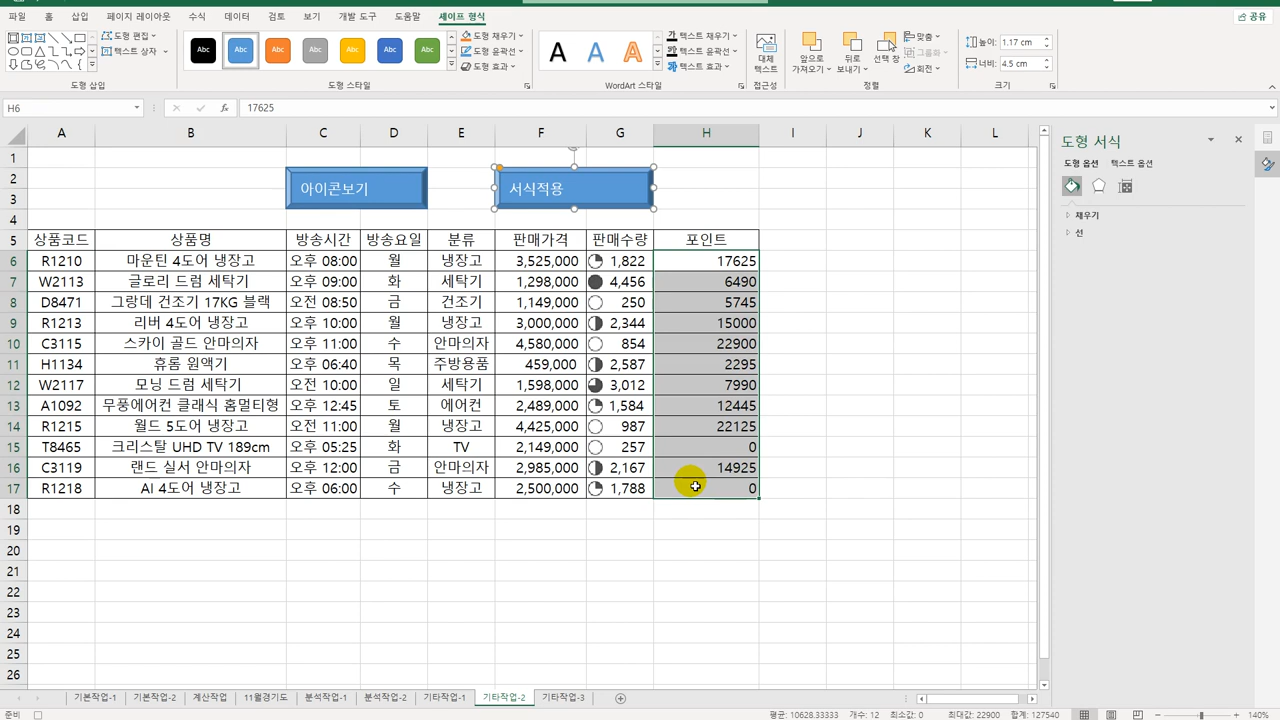 파일 홈 삽입 페이지 레이아웃 수식 데이터 검토 보기 개발 도구 도움말 셰이프 형식 공유
도형 편집 텍스트 상자
Abc Abc Abc Abc Abc Abc Abc
도형 채우기 도형 윤곽선 도형 효과
A A A
텍스트 채우기 텍스트 윤곽선 텍스트 효과
대체 텍스트
앞으로 가져오기 뒤로 보내기 선택 창
맞춤 그룹화 회전
높이: 1.17 cm
너비: 4.5 cm
도형 삽입 도형 스타일 WordArt 스타일 접근성 정렬 크기
H6 fx 17625
A B C D E F G H I J K L
1
2
3
아이콘보기 서식적용
4
5 상품코드 상품명 방송시간 방송요일 분류 판매가격 판매수량 포인트
6 R1210 마운틴 4도어 냉장고 오후 08:00 월 냉장고 3,525,000 1,822 17625
7 W2113 글로리 드럼 세탁기 오후 09:00 화 세탁기 1,298,000 4,456 6490
8 D8471 그랑데 건조기 17KG 블랙 오전 08:50 금 건조기 1,149,000 250 5745
9 R1213 리버 4도어 냉장고 오후 10:00 월 냉장고 3,000,000 2,344 15000
10 C3115 스카이 골드 안마의자 오후 11:00 수 안마의자 4,580,000 854 22900
11 H1134 휴롬 원액기 오후 06:40 목 주방용품 459,000 2,587 2295
12 W2117 모닝 드럼 세탁기 오전 10:00 일 세탁기 1,598,000 3,012 7990
13 A1092 무풍에어컨 클래식 홈멀티형 오후 12:45 토 에어컨 2,489,000 1,584 12445
14 R1215 월드 5도어 냉장고 오전 11:00 월 냉장고 4,425,000 987 22125
15 T8465 크리스탈 UHD TV 189cm 오후 05:25 화 TV 2,149,000 257 0
16 C3119 랜드 실서 안마의자 오후 12:00 금 안마의자 2,985,000 2,167 14925
17 R1218 AI 4도어 냉장고 오후 06:00 수 냉장고 2,500,000 1,788 0
18
19
20
21
22
23
24
25
26
도형 서식
도형 옵션 텍스트 옵션
채우기
선
기본작업-1 기본작업-2 계산작업 11월경기도 분석작업-1 분석작업-2 기타작업-1 기타작업-2 기타작업-3
준비 평균: 10628.33333 개수: 12 최소값: 0 최대값: 22900 합계: 127540 140%